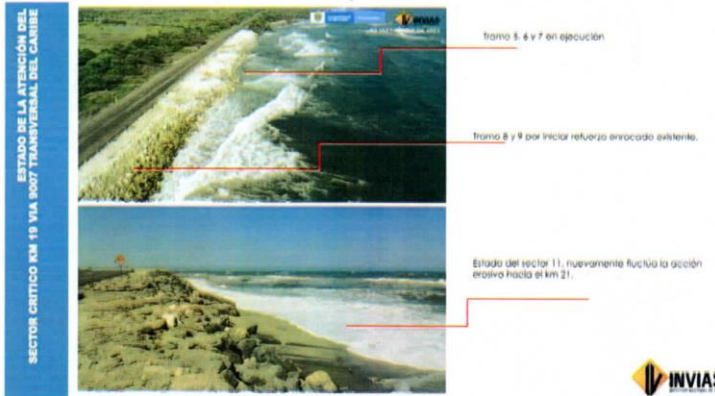 ESTADO DE LA ATENCIÓN DEL
SECTOR CRITICO KM 19 VIA 9007 TRANSVERSAL DEL CARIBE
INVIAS
Tramo 5, 6 y 7 en ejecución
Tramo 8 y 9 por iniciar refuerzo enrocado existente.
Estado del sector 11, nuevamente fluctúa la acción
erosiva hacia el km 21.
INVIAS